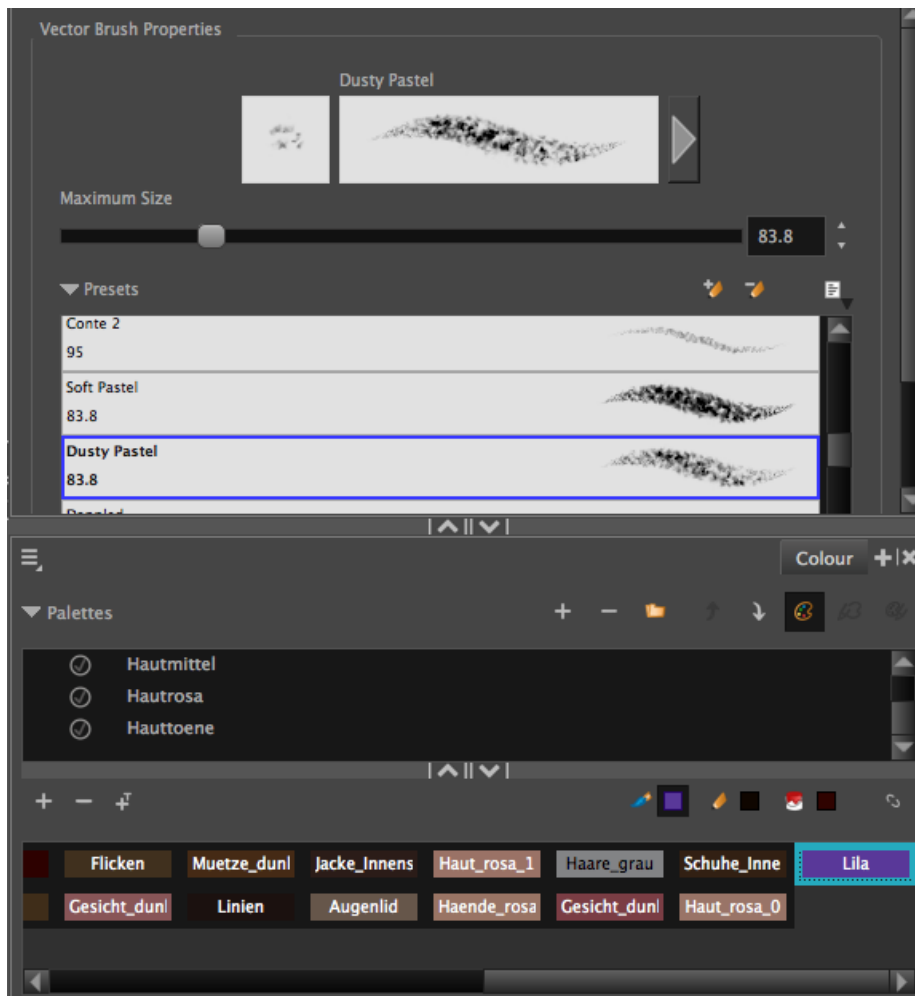 Vector Brush Properties
Dusty Pastel
Maximum Size
83.8
Presets
Conte 2
95
Soft Pastel
83.8
Dusty Pastel
83.8
Colour
Palettes
Hautmittel
Hautrosa
Hauttoene
Flicken Muetze_dunl Jacke_Innens Haut_rosa_1 Haare_grau Schuhe_Inne Lila
Gesicht_dunl Linien Augenlid Haende_rosa Gesicht_dunl Haut_rosa_0